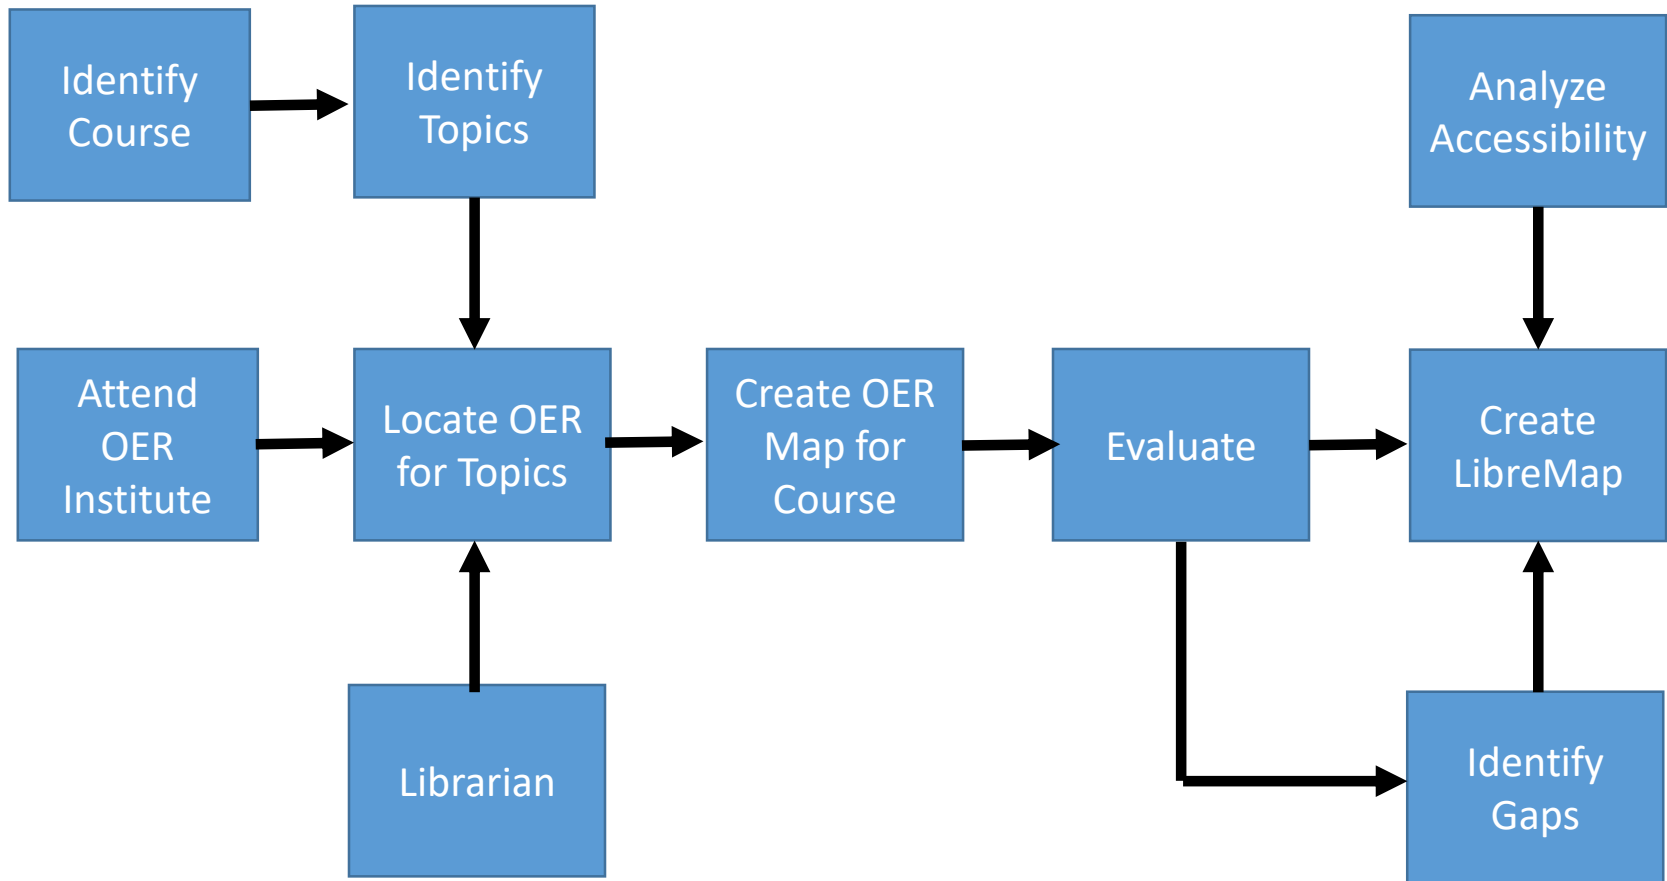 Identify
Course
Identify
Topics
Analyze
Accessibility
Attend
OER
Institute
Locate OER
for Topics
Create OER
Map for
Course
Evaluate
Create
LibreMap
Librarian
Identify
Gaps